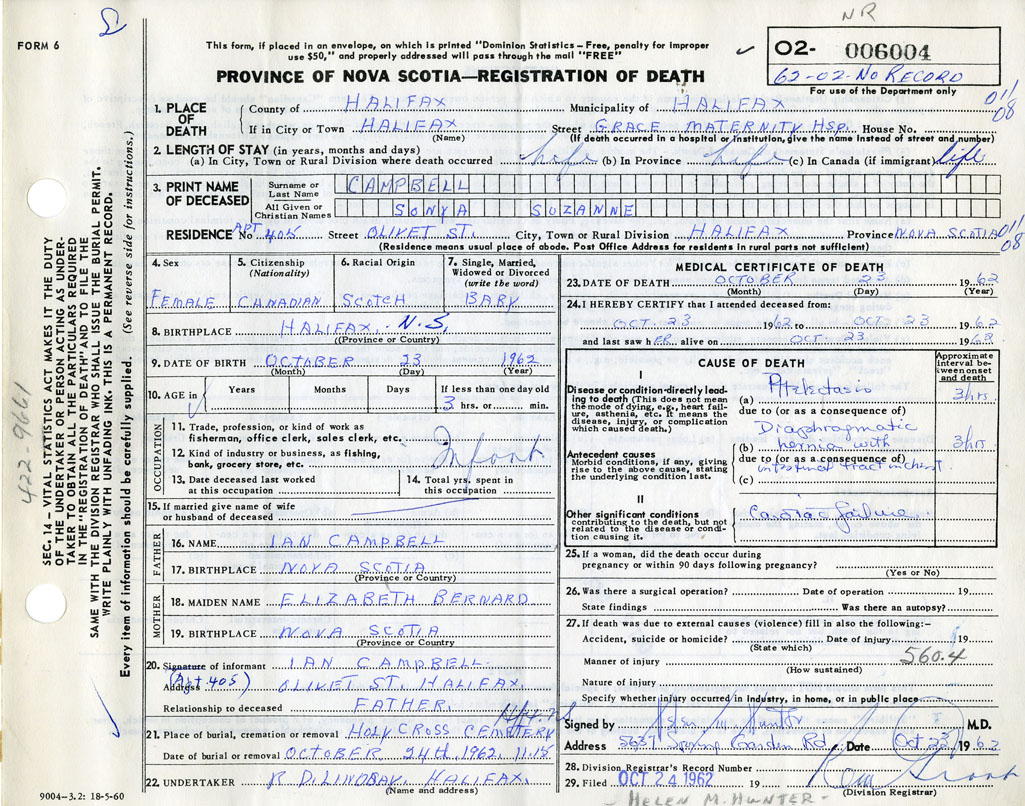 NR
FORM 6
This form, if placed in an envelope, on which is printed "Dominion Statistics – Free, penalty for improper
use $50," and properly addressed will pass through the mail "FREE"
PROVINCE OF NOVA SCOTIA—REGISTRATION OF DEATH
02- 006004
62-02-NO RECORD
For use of the Department only
011/08
1. PLACE OF DEATH
County of HALIFAX Municipality of HALIFAX
If in City or Town HALIFAX Street GRACE MATERNITY HSP. House No.
(Name) (If death occurred in a hospital or institution, give the name instead of street and number)
2. LENGTH OF STAY (in years, months and days)
(a) In City, Town or Rural Division where death occurred life (b) In Province life (c) In Canada (if immigrant) life
3. PRINT NAME OF DECEASED
Surname or Last Name CAMPBELL
All Given or Christian Names SONYA SUZANNE
RESIDENCE No. APT 405 Street OLIVET ST. City, Town or Rural Division HALIFAX Province NOVA SCOTIA 011/08
(Residence means usual place of abode. Post Office Address for residents in rural parts not sufficient)
4. Sex
FEMALE
5. Citizenship
(Nationality)
CANADIAN
6. Racial Origin
SCOTCH
7. Single, Married,
Widowed or Divorced
(write the word)
BABY
8. BIRTHPLACE HALIFAX. N.S.
(Province or Country)
9. DATE OF BIRTH OCTOBER 23 1962
(Month) (Day) (Year)
10. AGE in Years Months Days If less than one day old
3 hrs. or min.
OCCUPATION
11. Trade, profession, or kind of work as
fisherman, office clerk, sales clerk, etc.
12. Kind of industry or business, as fishing,
bank, grocery store, etc. Infant
13. Date deceased last worked
at this occupation
14. Total yrs. spent in
this occupation
15. If married give name of wife
or husband of deceased
FATHER
16. NAME IAN CAMPBELL
17. BIRTHPLACE NOVA SCOTIA
(Province or Country)
MOTHER
18. MAIDEN NAME ELIZABETH BERNARD
19. BIRTHPLACE NOVA SCOTIA
(Province or Country)
20. Signature of informant IAN CAMPBELL.
(Apt 405)
Address OLIVET ST. HALIFAX.
Relationship to deceased FATHER.
21. Place of burial, cremation or removal HOLY CROSS CEMETERY
Date of burial or removal OCTOBER 24th, 1962, 11.15
22. UNDERTAKER HALIFAX.
(Name and address)
9004–3.2: 18-5-60
MEDICAL CERTIFICATE OF DEATH
23. DATE OF DEATH OCTOBER 23 1962
(Month) (Day) (Year)
24. I HEREBY CERTIFY that I attended deceased from:
OCT. 23 1962 to OCT. 23 1962
and last saw hER alive on OCT. 23 1962
CAUSE OF DEATH
Approximate
interval between onset
and death
I
Disease or condition directly leading to death (This does not mean
the mode of dying, e.g., heart failure, asthenia, etc. It means the
disease, injury, or complication
which caused death.)
(a) Atelectasis 3 hrs.
due to (or as a consequence of)
Antecedent causes
Morbid conditions, if any, giving
rise to the above cause, stating
the underlying condition last.
Diaphragmatic
(b) hernia with 3 hrs
due to (or as a consequence of)
intestinal tract in chest.
(c)
II
Other significant conditions
contributing to the death, but not
related to the disease or condition causing it.
Cardiac failure
25. If a woman, did the death occur during
pregnancy or within 90 days following pregnancy?
(Yes or No)
26. Was there a surgical operation? Date of operation 19
State findings Was there an autopsy?
27. If death was due to external causes (violence) fill in also the following:–
Accident, suicide or homicide? Date of injury 19
(State which)
560.4
Manner of injury
(How sustained)
Nature of injury
Specify whether injury occurred in industry, in home, or in public place
Signed by Helen M. Hunter M.D.
Address 5637 Spring Garden Rd. Date Oct 23 1962
28. Division Registrar's Record Number
29. Filed OCT 24 1962
(Division Registrar)
- HELEN M. HUNTER -
SEC. 14 – VITAL STATISTICS ACT MAKES IT THE DUTY
OF THE UNDERTAKER OR PERSON ACTING AS UNDERTAKER TO OBTAIN ALL THE PARTICULARS REQUIRED
IN THE "REGISTRATION OF DEATH" AND TO FILE THE
SAME WITH THE DIVISION REGISTRAR WHO SHALL ISSUE THE BURIAL PERMIT.
WRITE PLAINLY WITH UNFADING INK. THIS IS A PERMANENT RECORD.
Every item of information should be carefully supplied. (See reverse side for instructions.)
422-9661